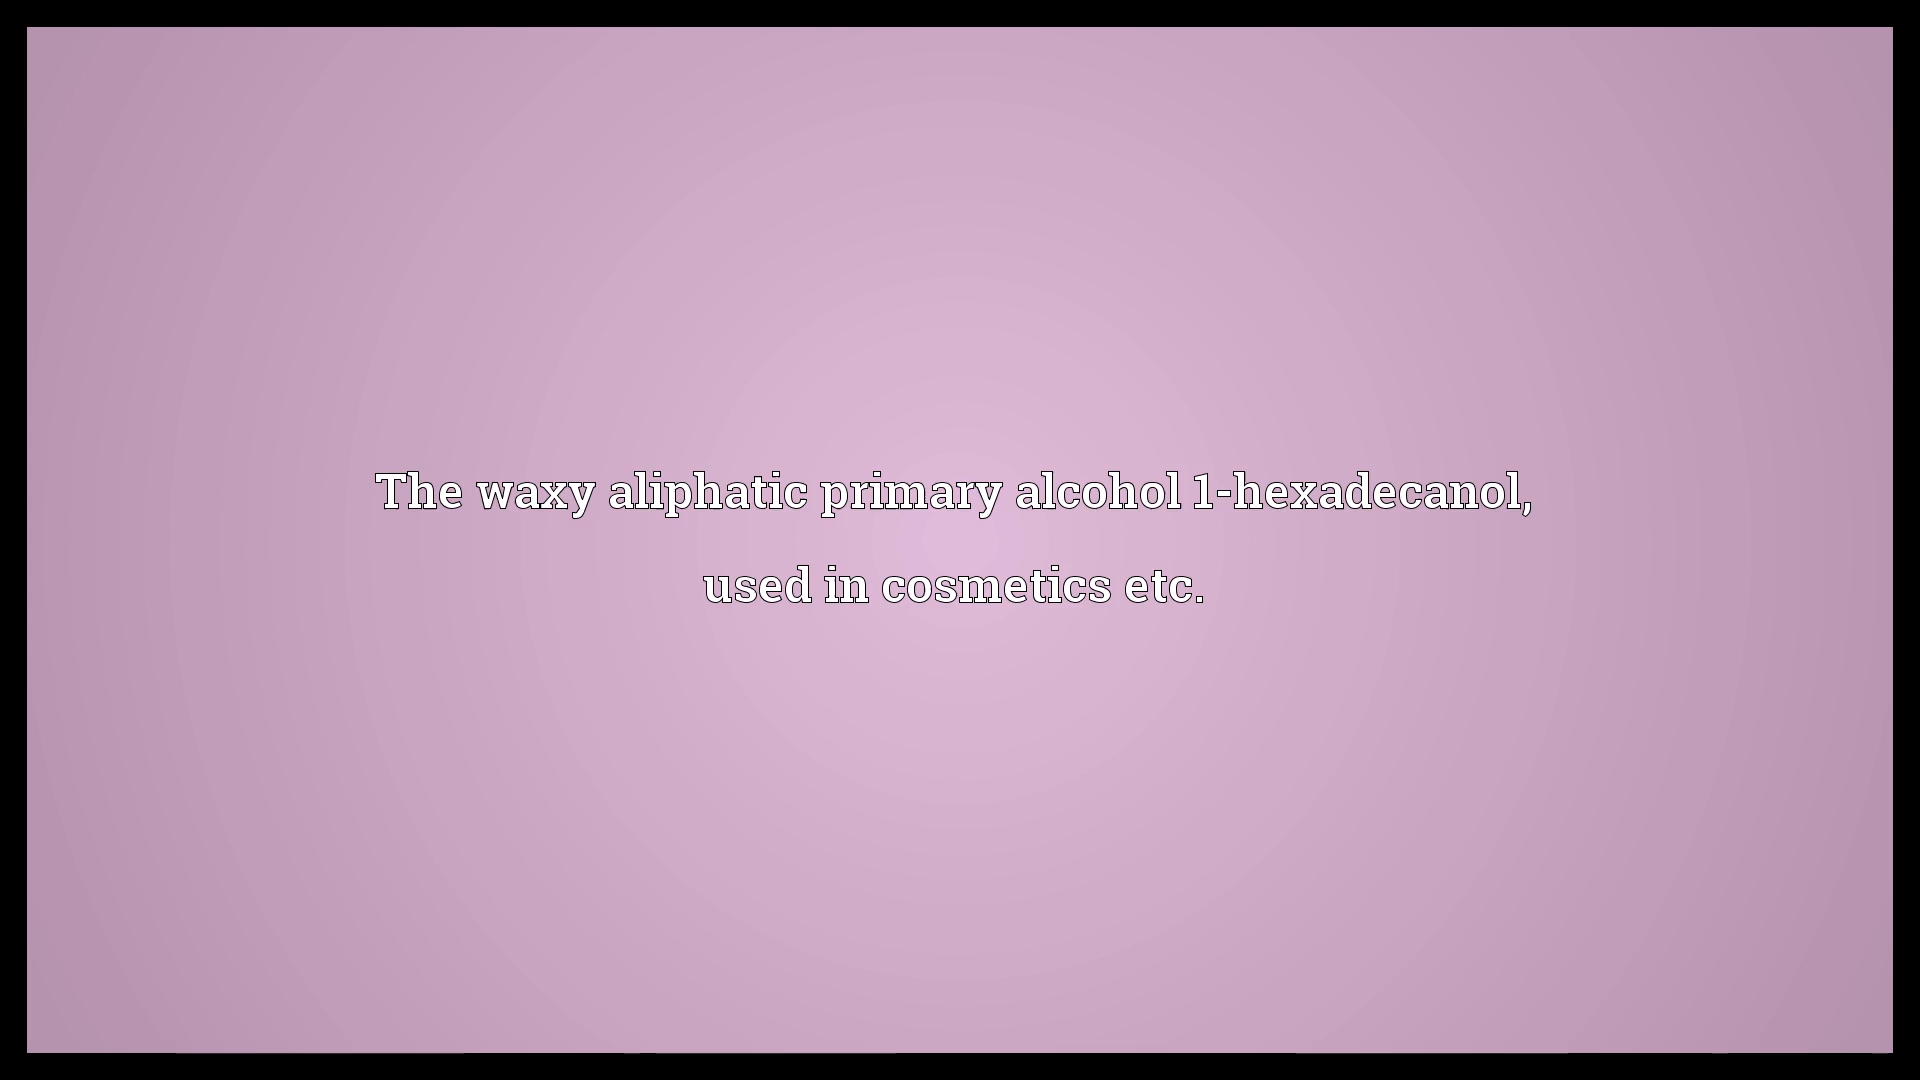 The waxy aliphatic primary alcohol 1-hexadecanol,
used in cosmetics etc.